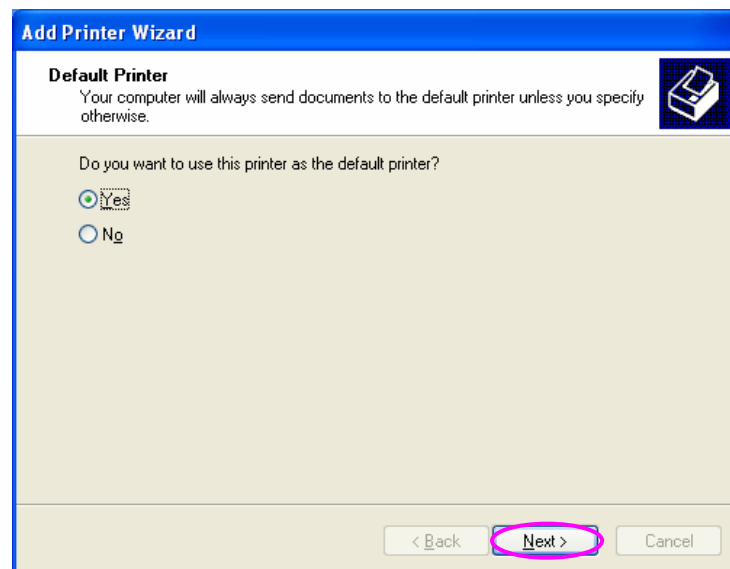 Add Printer Wizard
Default Printer
Your computer will always send documents to the default printer unless you specify
otherwise.
Do you want to use this printer as the default printer?
Yes
No
< Back
Next >
Cancel